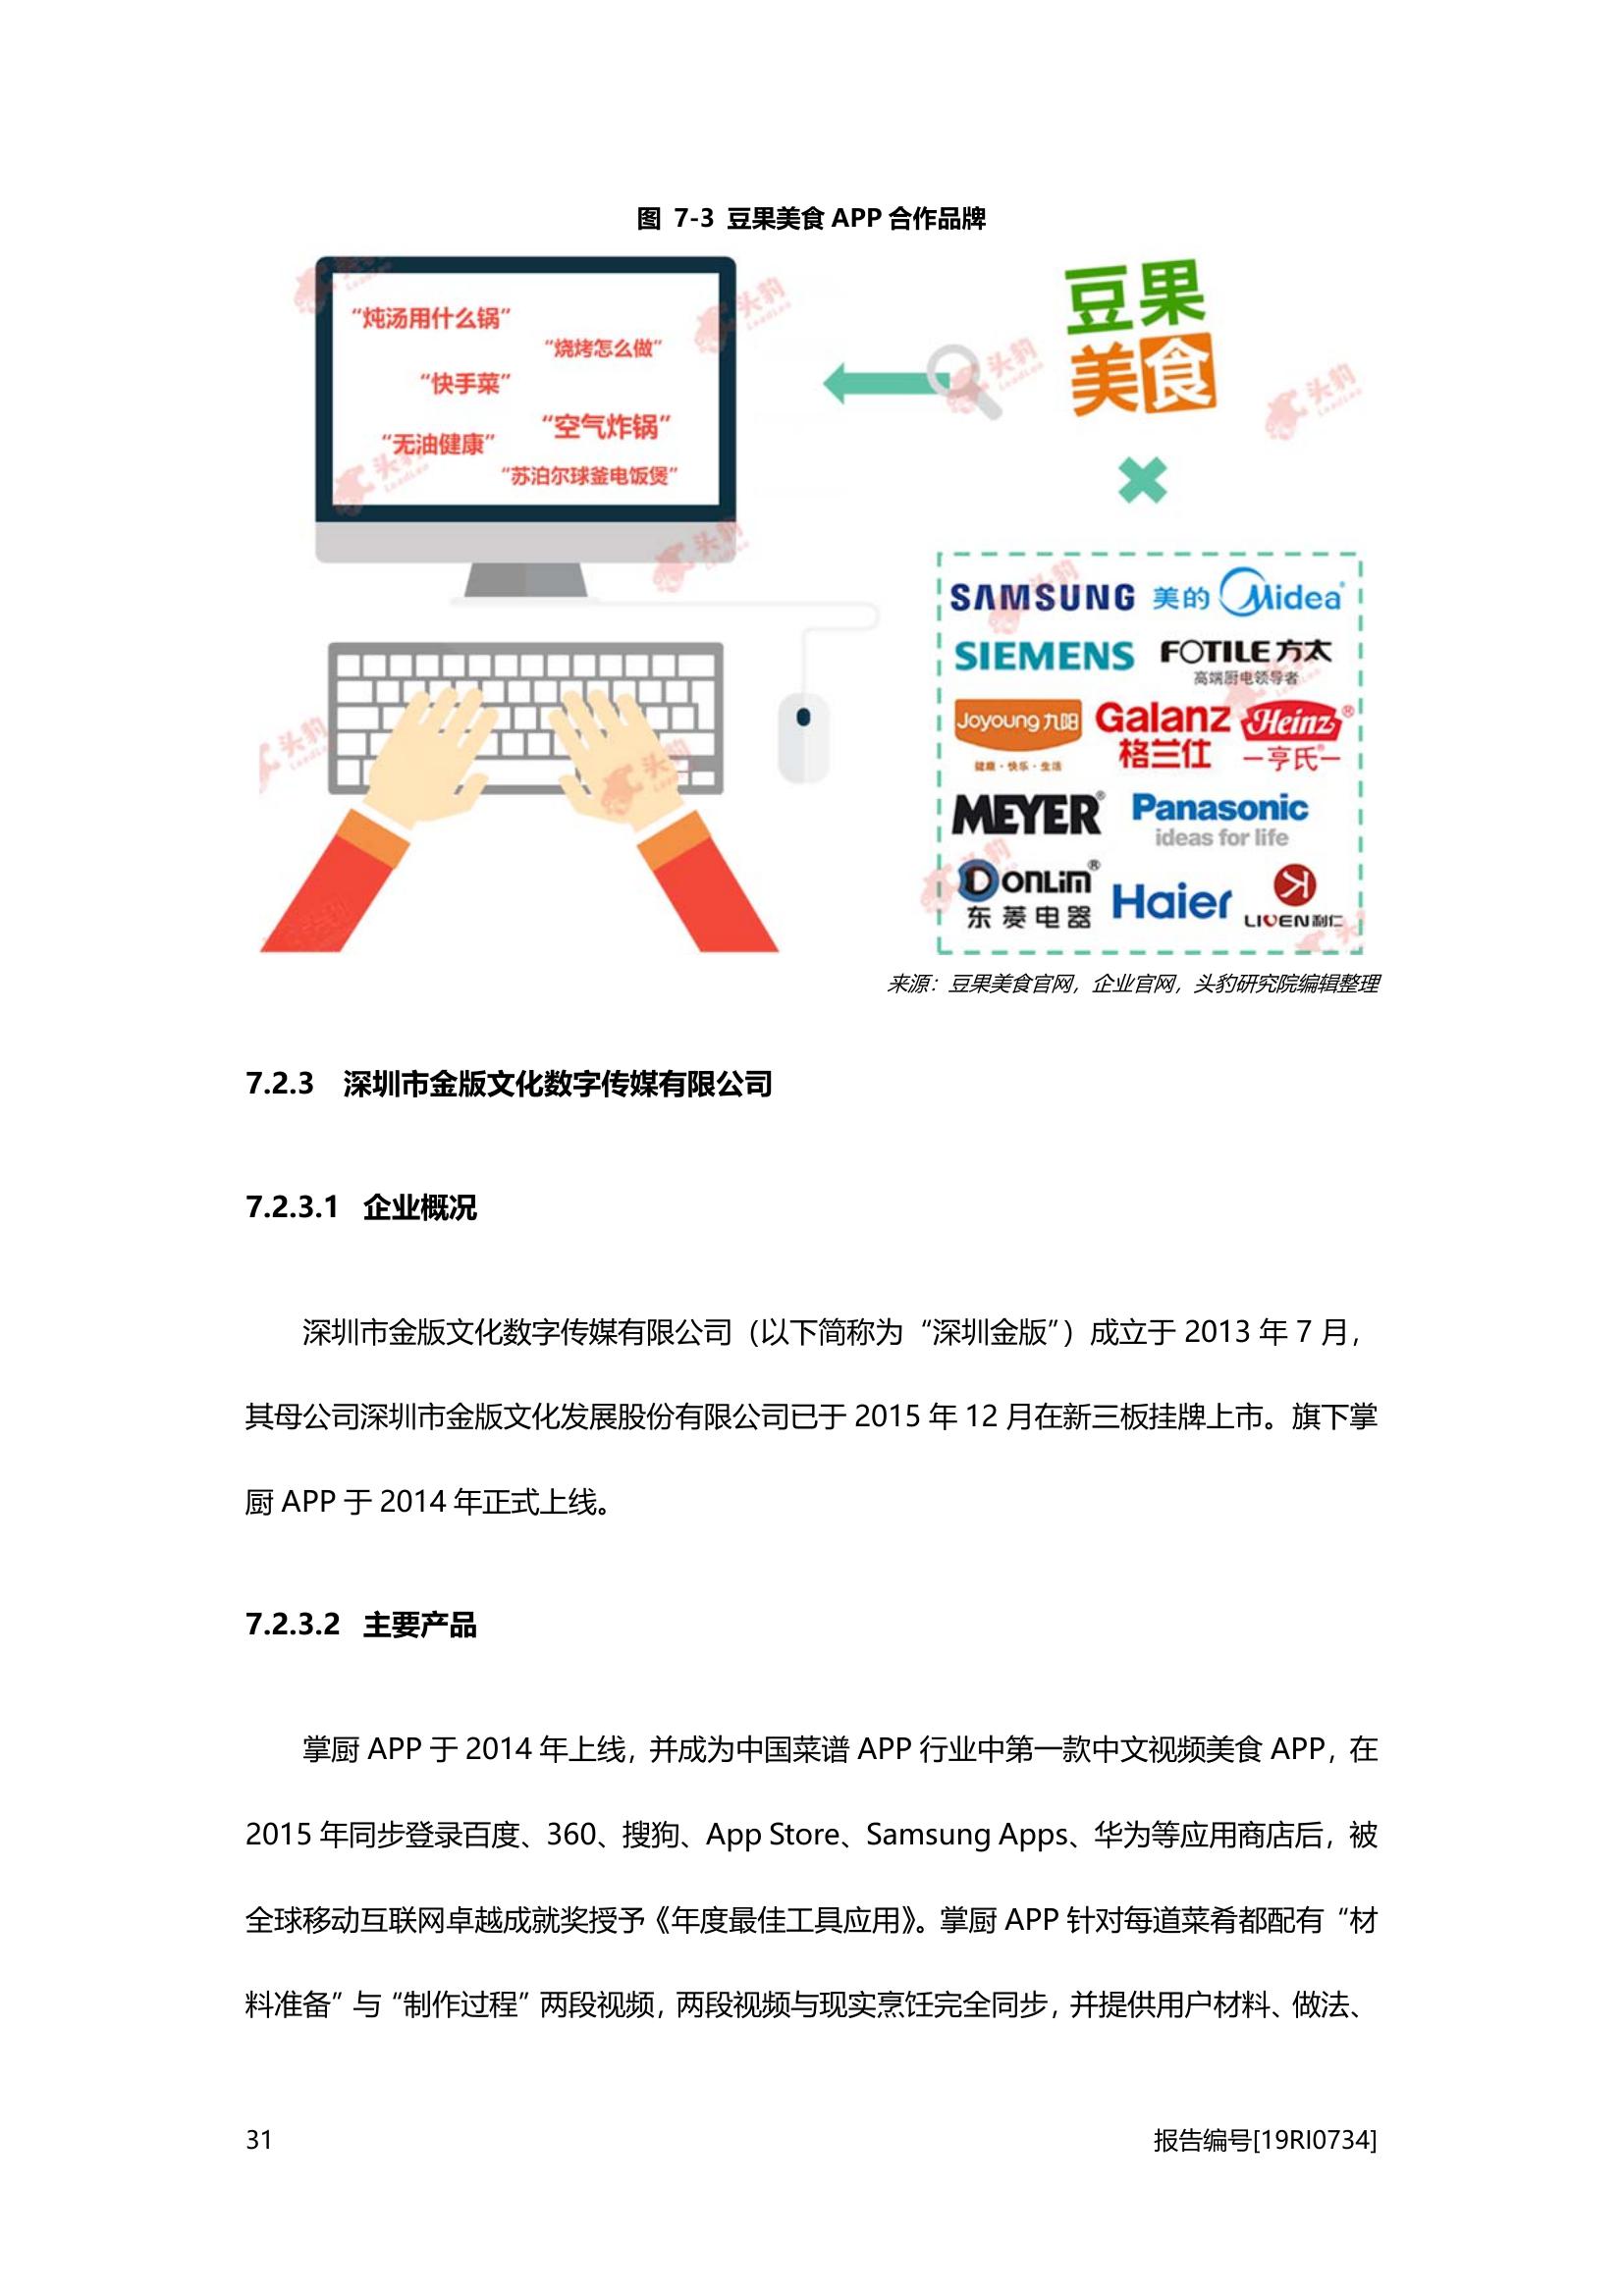 图 7-3 豆果美食 APP 合作品牌
“炖汤用什么锅”
“烧烤怎么做”
“快手菜”
“空气炸锅”
“无油健康”
“苏泊尔球釜电饭煲”
豆果
美食
SAMSUNG 美的 Midea
SIEMENS FOTILE 方太
高端厨电领导者
Joyoung 九阳 Galanz Heinz®
健康·快乐·生活 格兰仕 亨氏®
MEYER® Panasonic
ideas for life
DonLim® Haier
东菱电器 LIVEN 利仁
头豹
LeadLeo
来源：豆果美食官网，企业官网，头豹研究院编辑整理
7.2.3 深圳市金版文化数字传媒有限公司
7.2.3.1 企业概况
深圳市金版文化数字传媒有限公司（以下简称为“深圳金版”）成立于 2013 年 7 月，
其母公司深圳市金版文化发展股份有限公司已于 2015 年 12 月在新三板挂牌上市。旗下掌
厨 APP 于 2014 年正式上线。
7.2.3.2 主要产品
掌厨 APP 于 2014 年上线，并成为中国菜谱 APP 行业中第一款中文视频美食 APP，在
2015 年同步登录百度、360、搜狗、App Store、Samsung Apps、华为等应用商店后，被
全球移动互联网卓越成就奖授予《年度最佳工具应用》。掌厨 APP 针对每道菜肴都配有“材
料准备”与“制作过程”两段视频，两段视频与现实烹饪完全同步，并提供用户材料、做法、
31
报告编号[19RI0734]